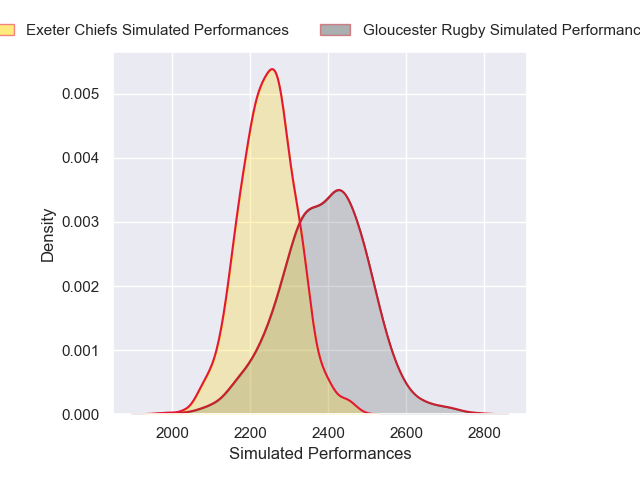 Exeter Chiefs Simulated Performances Gloucester Rugby Simulated
0.005
0.004
0.003
0.002
0.001
0.000
Density
2000 2200 2400 2600 2800
Simulated Performances